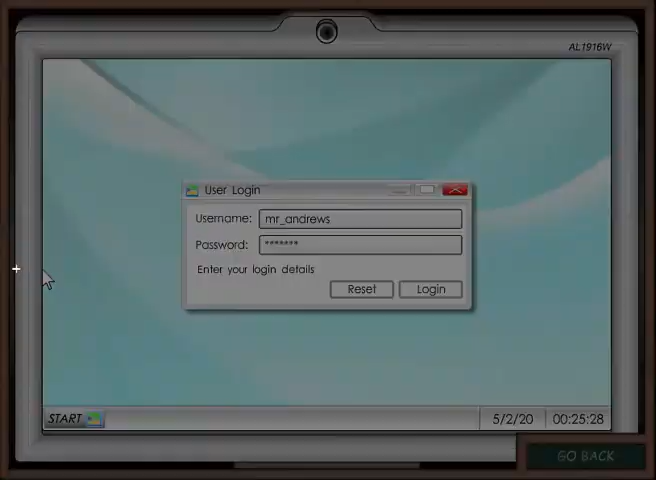 AL1916W
User Login
Username: mr_andrews
Password: *******
Enter your login details
Reset Login
START 5/2/20 00:25:28
GO BACK